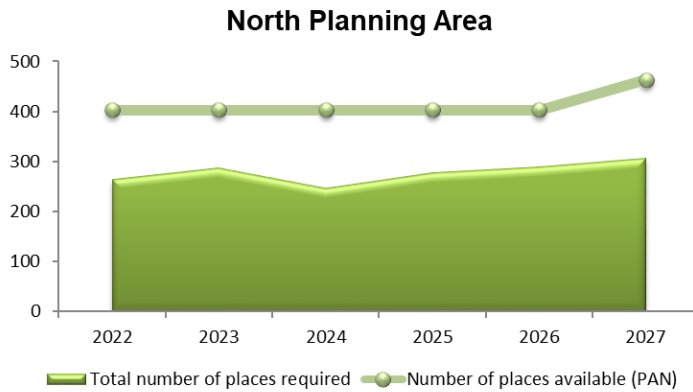 North Planning Area
500
400
300
200
100
0
2022 2023 2024 2025 2026 2027
Total number of places required Number of places available (PAN)